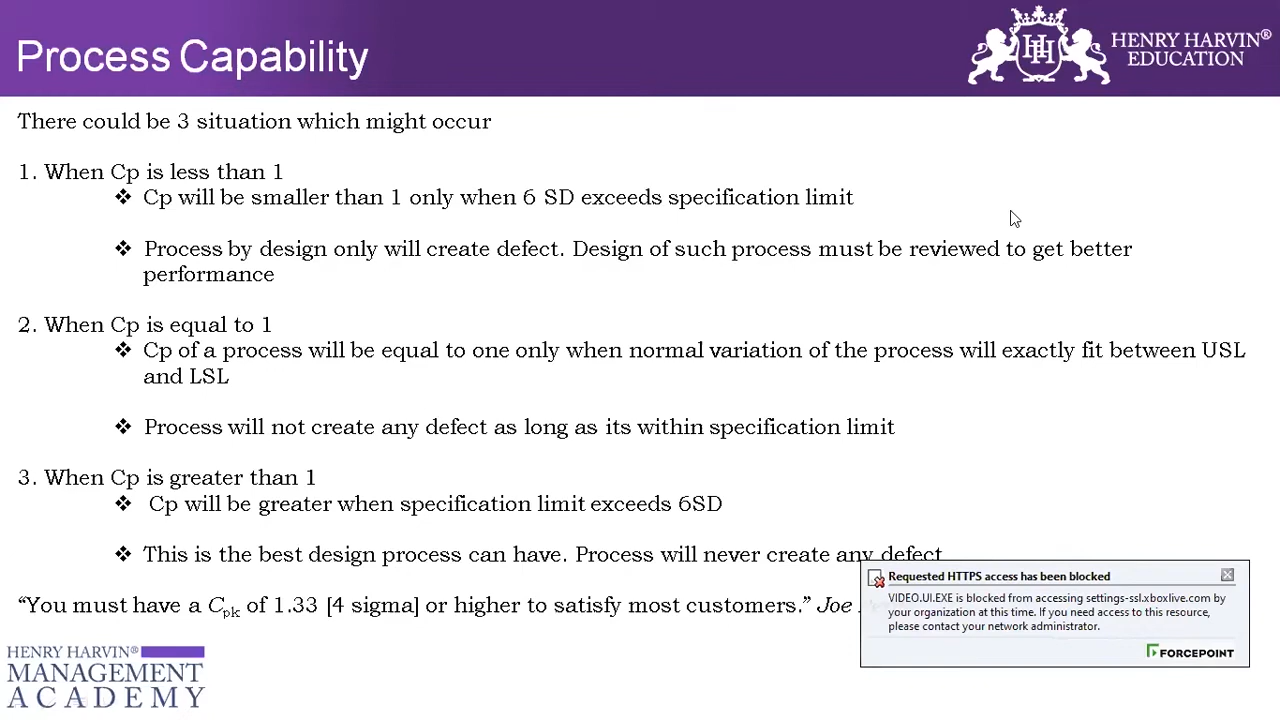 Process Capability
HENRY HARVIN®
EDUCATION
There could be 3 situation which might occur
1. When Cp is less than 1
❖ Cp will be smaller than 1 only when 6 SD exceeds specification limit
❖ Process by design only will create defect. Design of such process must be reviewed to get better
performance
2. When Cp is equal to 1
❖ Cp of a process will be equal to one only when normal variation of the process will exactly fit between USL
and LSL
❖ Process will not create any defect as long as its within specification limit
3. When Cp is greater than 1
❖ Cp will be greater when specification limit exceeds 6SD
❖ This is the best design process can have. Process will never create any defect
“You must have a Cpk of 1.33 [4 sigma] or higher to satisfy most customers.” Joe
Requested HTTPS access has been blocked
VIDEO.UI.EXE is blocked from accessing settings-ssl.xboxlive.com by
your organization at this time. If you need access to this resource,
please contact your network administrator.
FORCEPOINT
HENRY HARVIN®
MANAGEMENT
ACADEMY